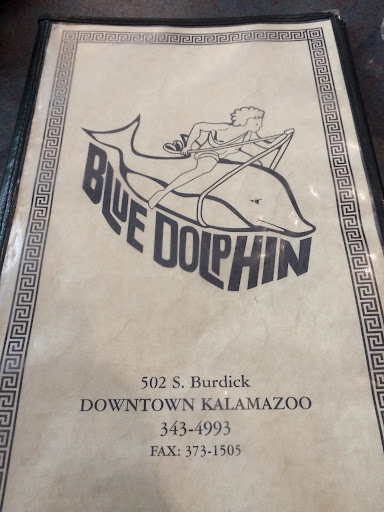 BLUE DOLPHIN
502 S. Burdick
DOWNTOWN KALAMAZOO
343-4993
FAX: 373-1505